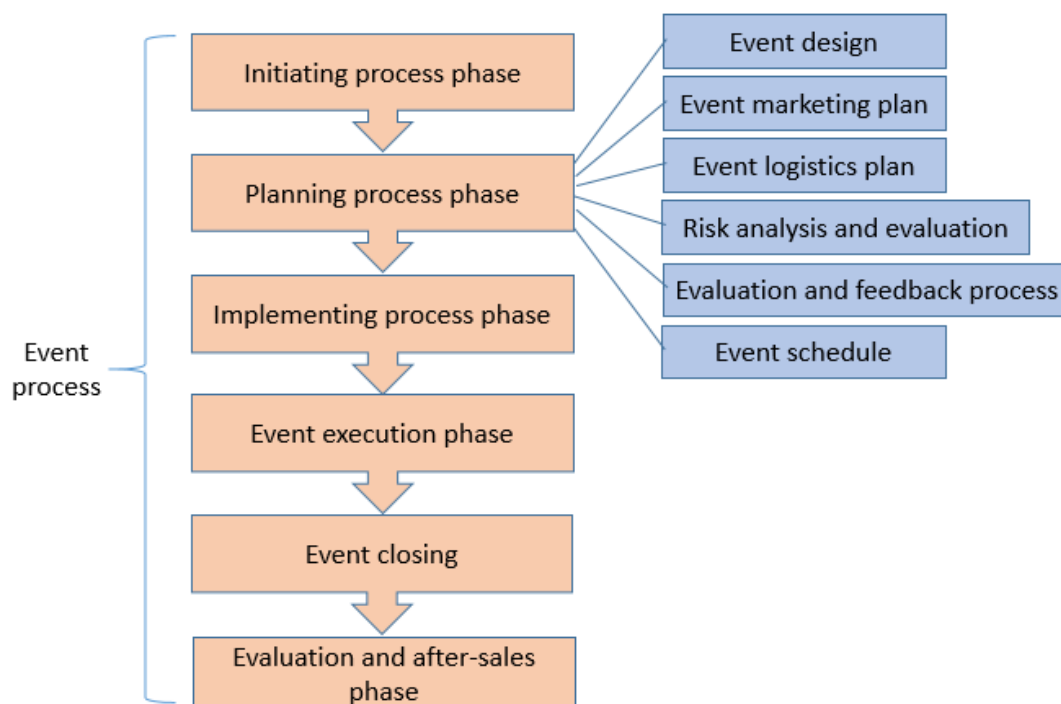 Event
process
Initiating process phase
Planning process phase
Implementing process phase
Event execution phase
Event closing
Evaluation and after-sales
phase
Event design
Event marketing plan
Event logistics plan
Risk analysis and evaluation
Evaluation and feedback process
Event schedule